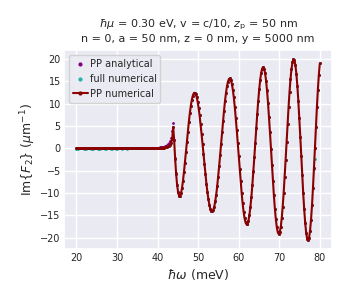 ħμ = 0.30 eV, v = c/10, zₚ = 50 nm
n = 0, a = 50 nm, z = 0 nm, y = 5000 nm
PP analytical
full numerical
PP numerical
Im{F₂} (μm⁻¹)
20
15
10
5
0
−5
−10
−15
−20
20 30 40 50 60 70 80
ħω (meV)